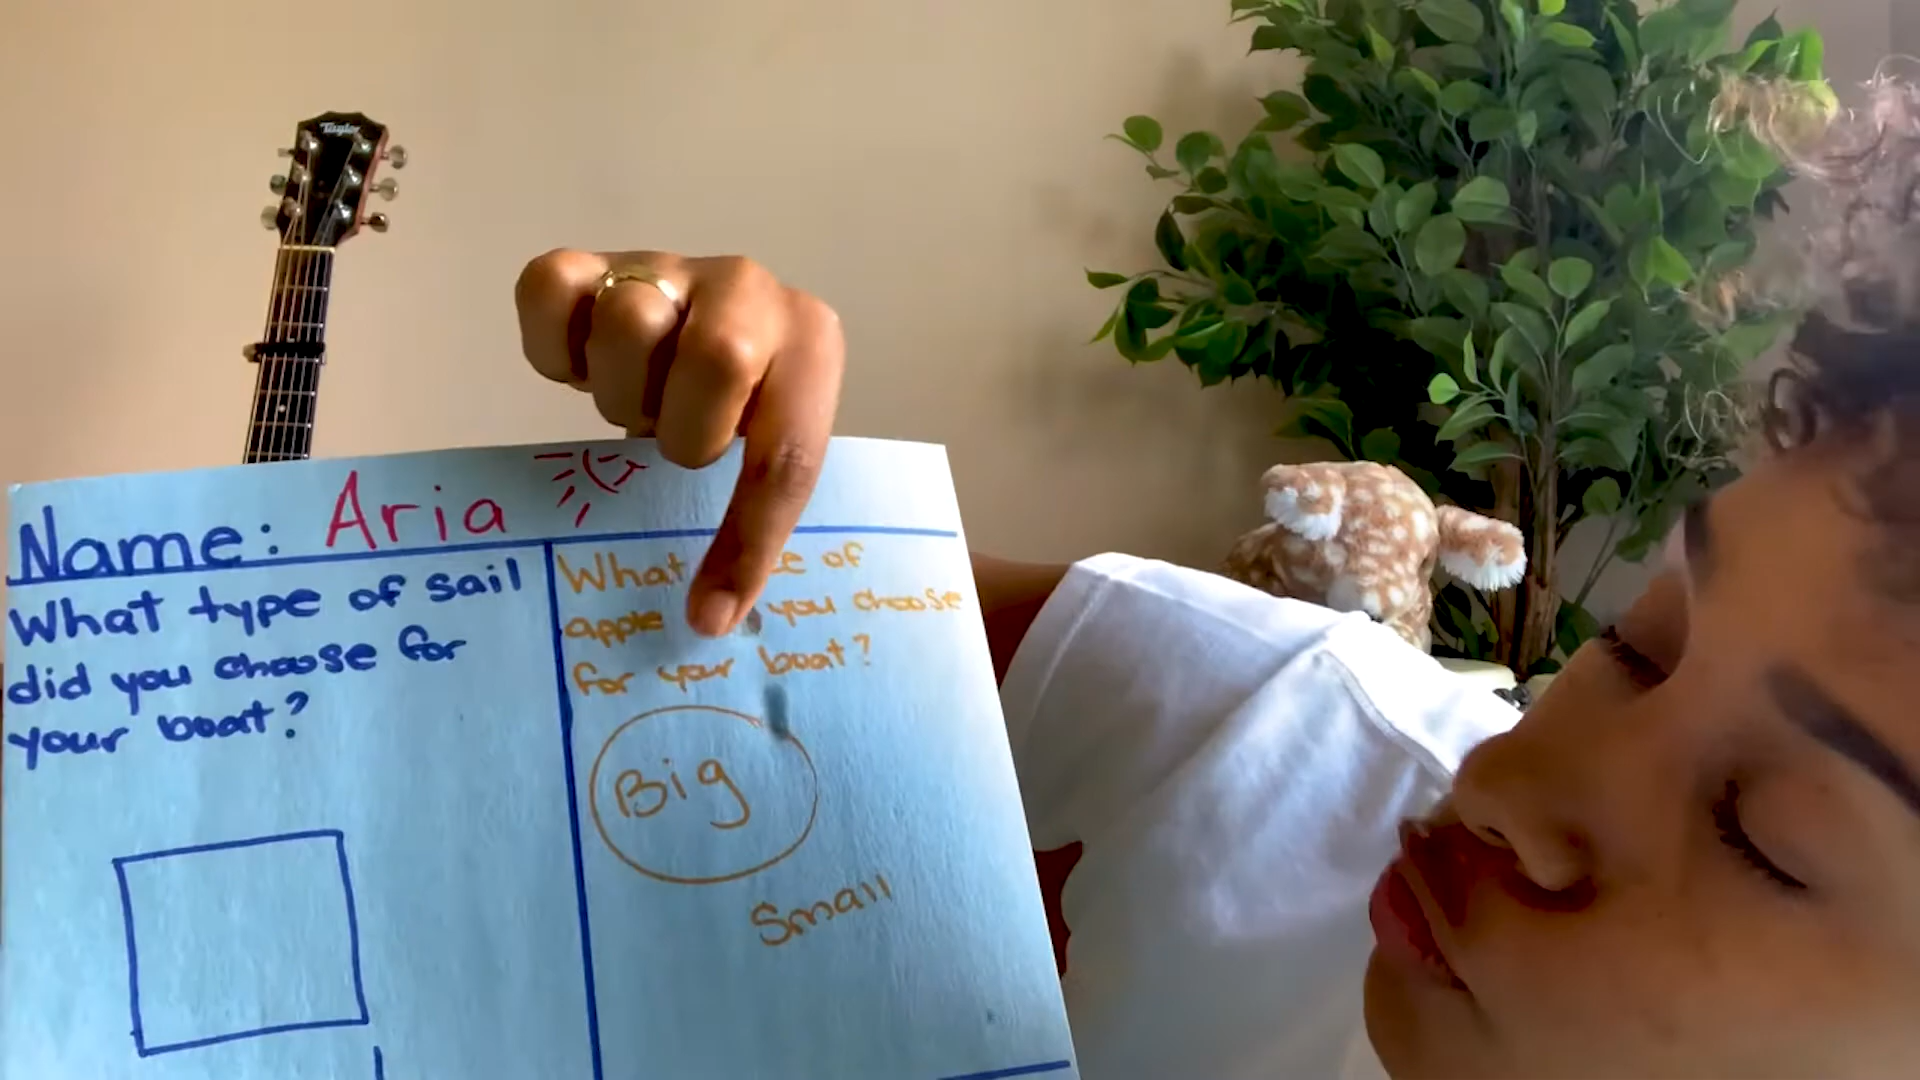 Taylor
Name: Aria
What type of sail
did you choose for
your boat?
What of
apple you choose
for your boat?
Big
Small